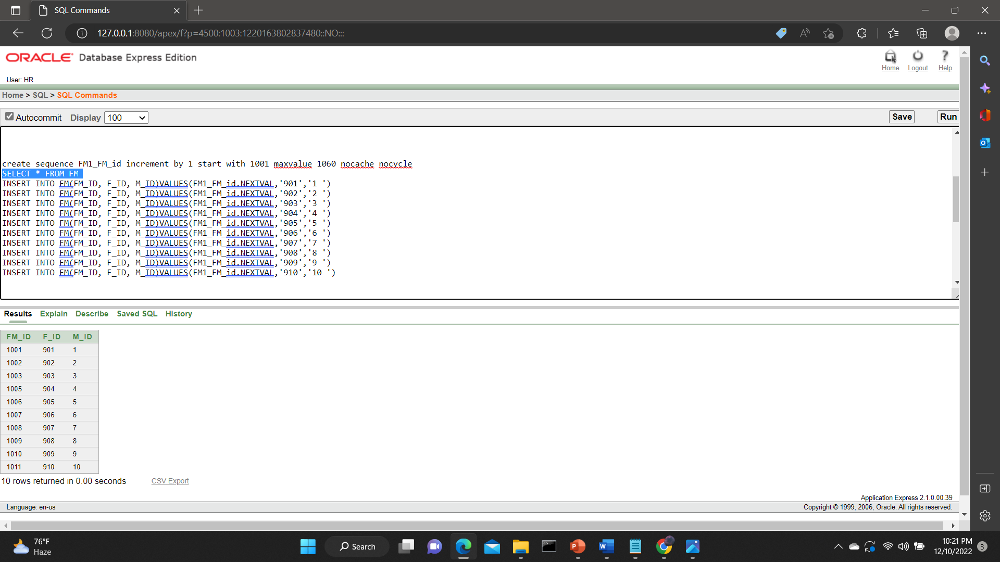 SQL Commands
127.0.0.1:8080/apex/f?p=4500:1003:1220163802837480::NO:::
ORACLE Database Express Edition
Home Logout Help
User: HR
Home > SQL > SQL Commands
Autocommit Display 100 Save Run
create sequence FM1_FM_id increment by 1 start with 1001 maxvalue 1060 nocache nocycle
SELECT * FROM FM
INSERT INTO FM(FM_ID, F_ID, M_ID)VALUES(FM1_FM_id.NEXTVAL,'901','1 ')
INSERT INTO FM(FM_ID, F_ID, M_ID)VALUES(FM1_FM_id.NEXTVAL,'902','2 ')
INSERT INTO FM(FM_ID, F_ID, M_ID)VALUES(FM1_FM_id.NEXTVAL,'903','3 ')
INSERT INTO FM(FM_ID, F_ID, M_ID)VALUES(FM1_FM_id.NEXTVAL,'904','4 ')
INSERT INTO FM(FM_ID, F_ID, M_ID)VALUES(FM1_FM_id.NEXTVAL,'905','5 ')
INSERT INTO FM(FM_ID, F_ID, M_ID)VALUES(FM1_FM_id.NEXTVAL,'906','6 ')
INSERT INTO FM(FM_ID, F_ID, M_ID)VALUES(FM1_FM_id.NEXTVAL,'907','7 ')
INSERT INTO FM(FM_ID, F_ID, M_ID)VALUES(FM1_FM_id.NEXTVAL,'908','8 ')
INSERT INTO FM(FM_ID, F_ID, M_ID)VALUES(FM1_FM_id.NEXTVAL,'909','9 ')
INSERT INTO FM(FM_ID, F_ID, M_ID)VALUES(FM1_FM_id.NEXTVAL,'910','10 ')
Results Explain Describe Saved SQL History
FM_ID F_ID M_ID
1001 901 1
1002 902 2
1003 903 3
1005 904 4
1006 905 5
1007 906 6
1008 907 7
1009 908 8
1010 909 9
1011 910 10
10 rows returned in 0.00 seconds CSV Export
Application Express 2.1.0.00.39
Language: en-us Copyright © 1999, 2006, Oracle. All rights reserved.
76°F
Haze
Search
10:21 PM
12/10/2022
3